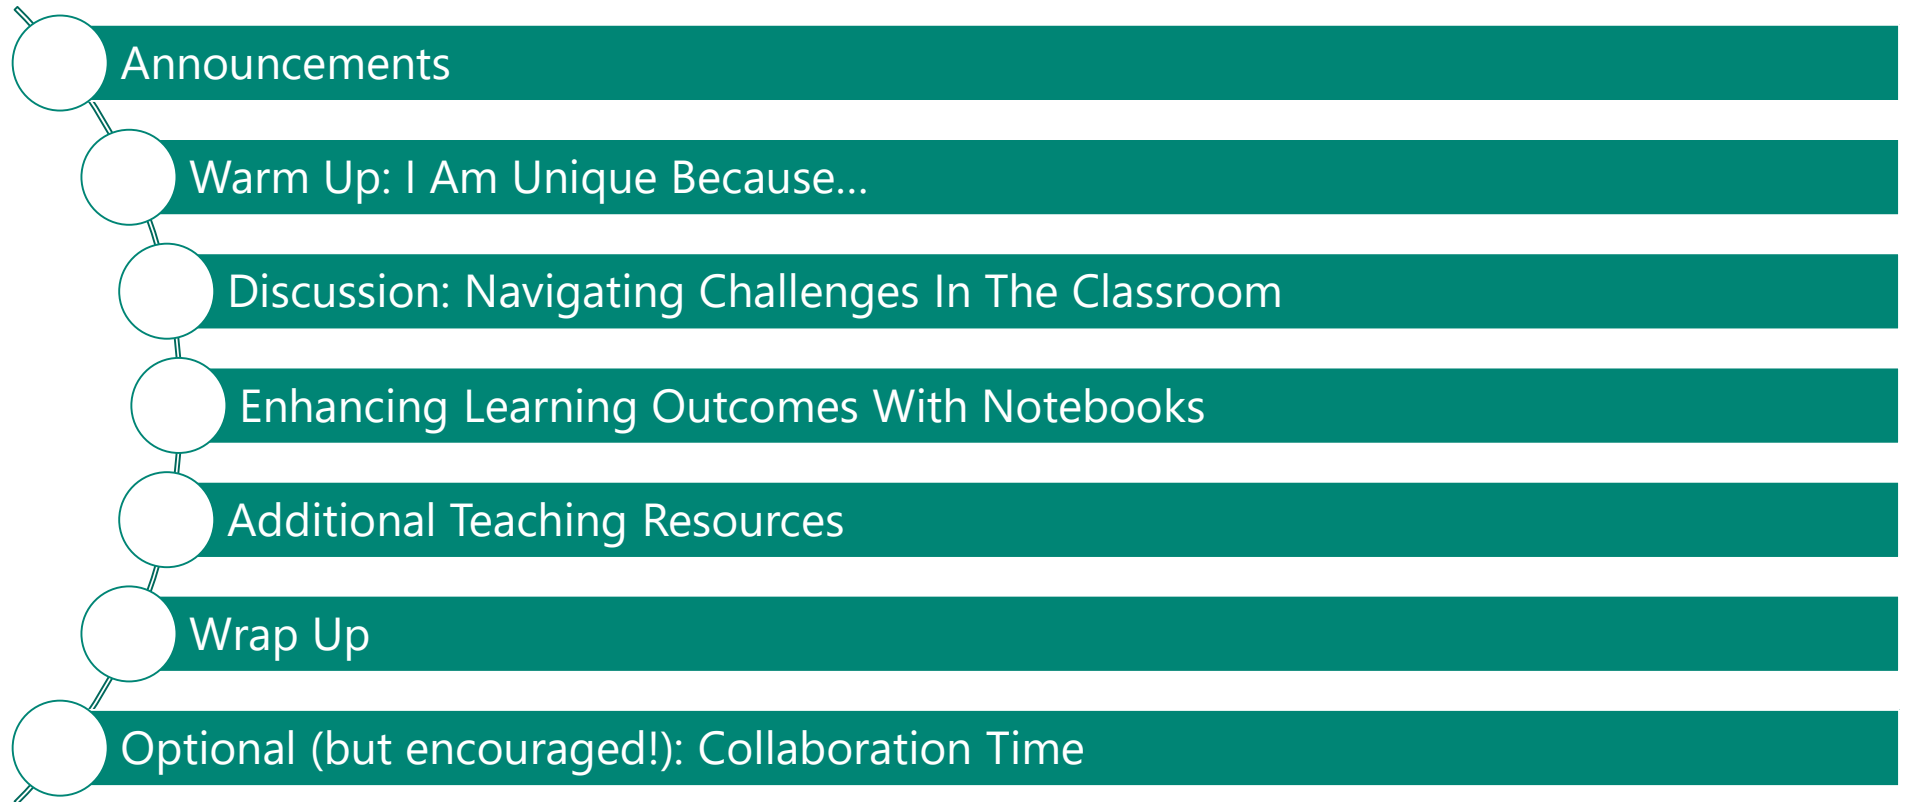 Announcements
Warm Up: I Am Unique Because...
Discussion: Navigating Challenges In The Classroom
Enhancing Learning Outcomes With Notebooks
Additional Teaching Resources
Wrap Up
Optional (but encouraged!): Collaboration Time